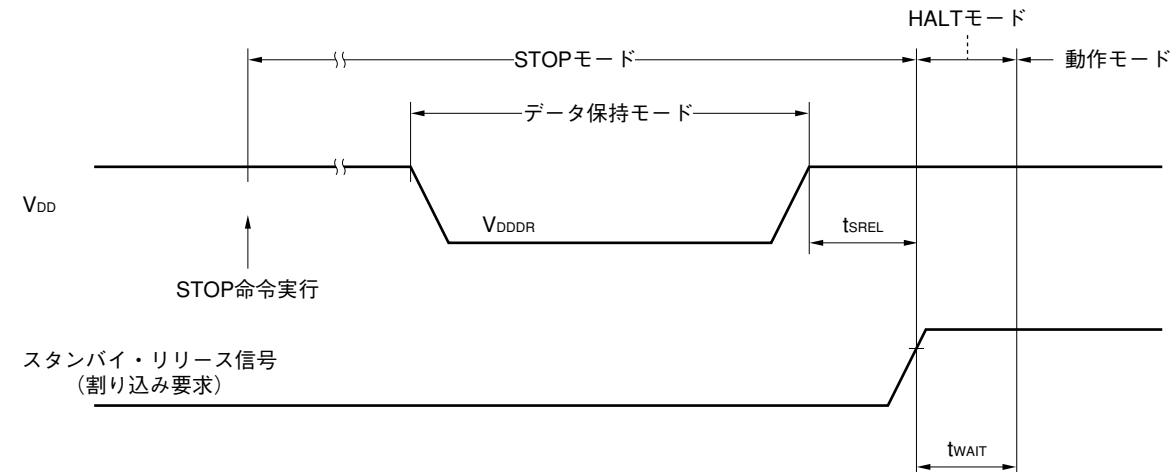 HALTモード
STOPモード
動作モード
データ保持モード
VDD
VDDDR
tSREL
STOP命令実行
スタンバイ・リリース信号
（割り込み要求）
tWAIT